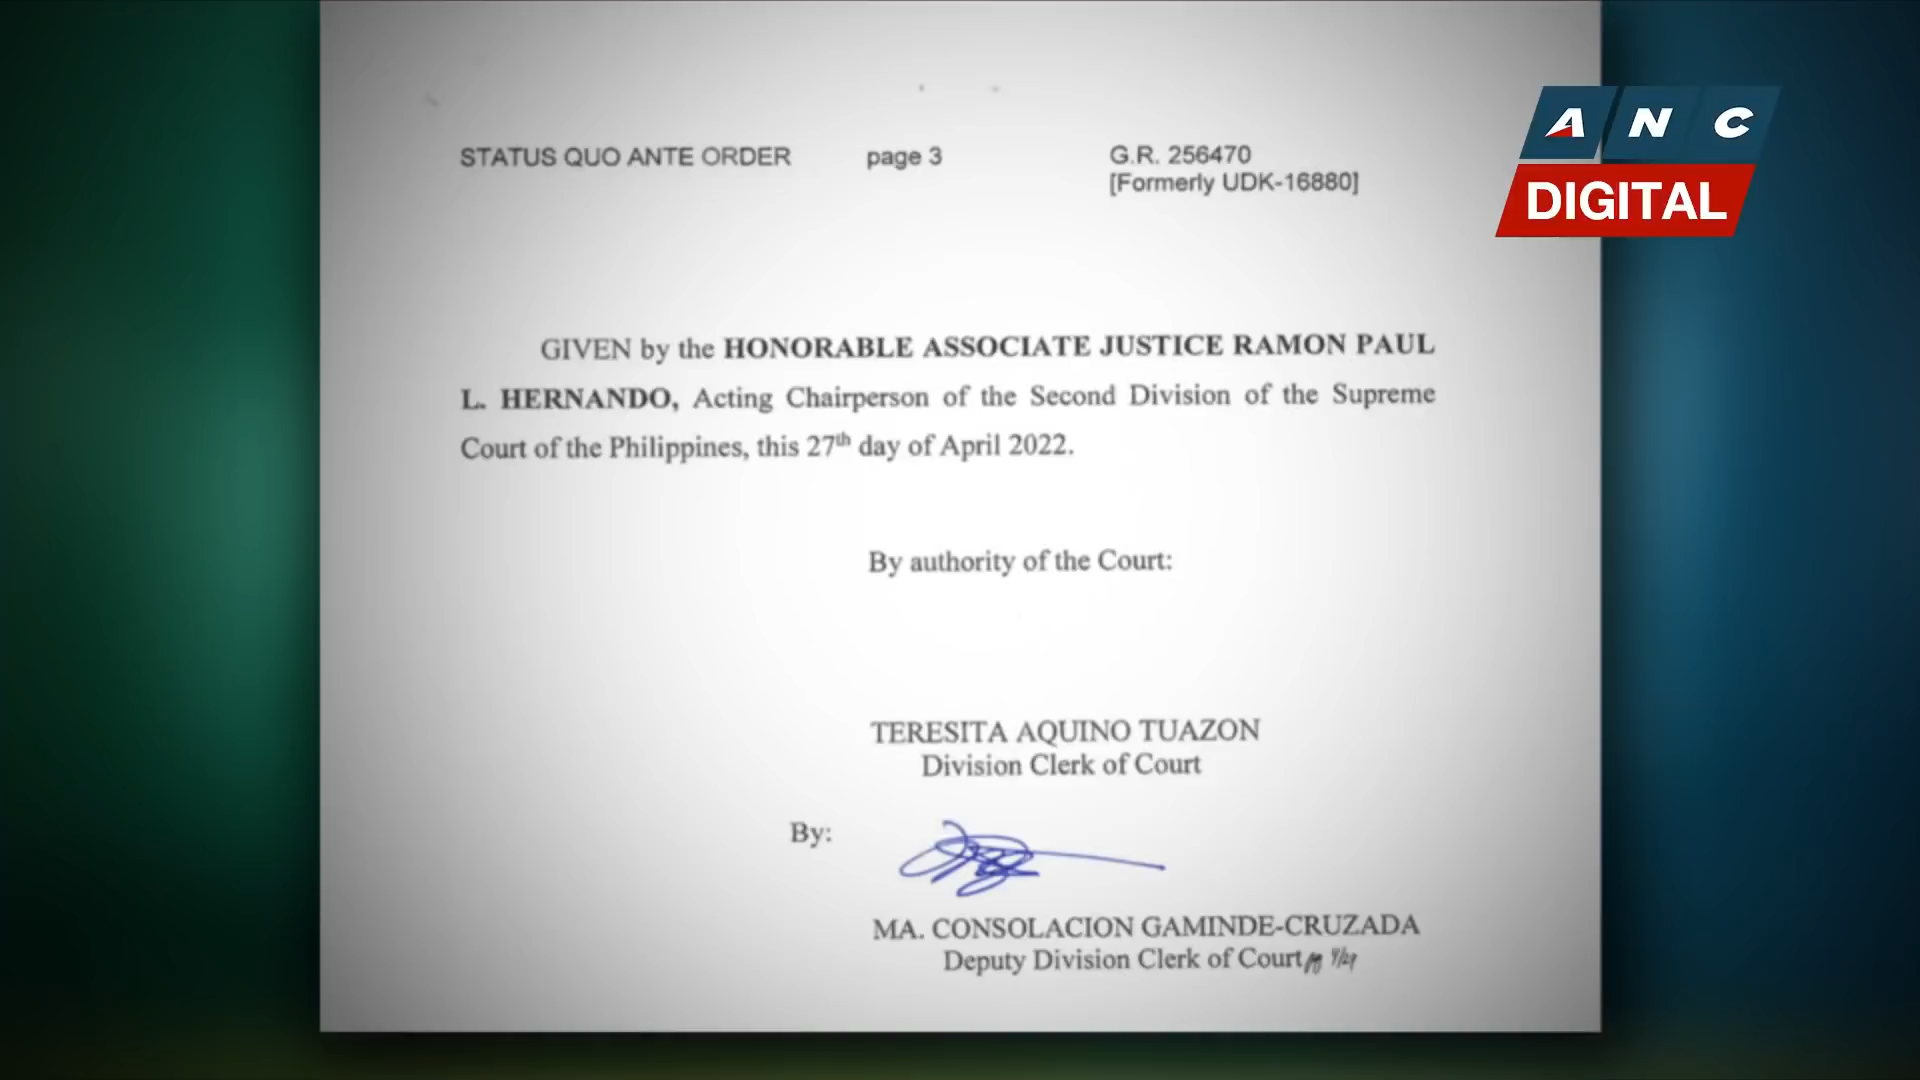 ANC
DIGITAL
STATUS QUO ANTE ORDER page 3 G.R. 256470
[Formerly UDK-16880]
GIVEN by the HONORABLE ASSOCIATE JUSTICE RAMON PAUL
L. HERNANDO, Acting Chairperson of the Second Division of the Supreme
Court of the Philippines, this 27th day of April 2022.
By authority of the Court:
TERESITA AQUINO TUAZON
Division Clerk of Court
By:
MA. CONSOLACION GAMINDE-CRUZADA
Deputy Division Clerk of Court